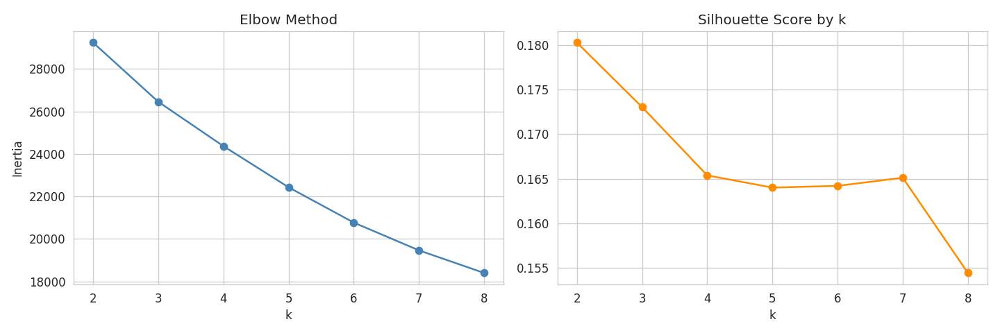 Elbow Method
Inertia
28000
26000
24000
22000
20000
18000
2 3 4 5 6 7 8
k
Silhouette Score by k
0.180
0.175
0.170
0.165
0.160
0.155
2 3 4 5 6 7 8
k